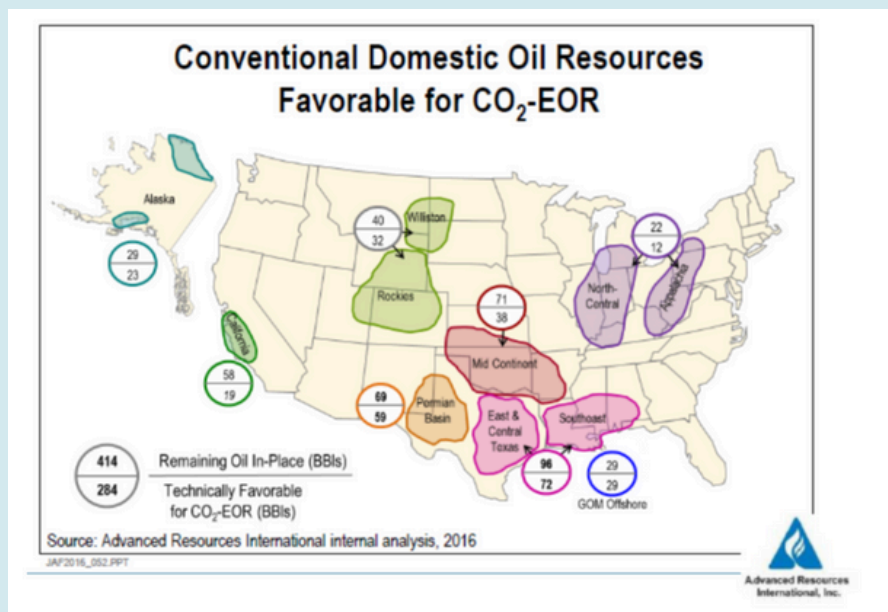 Conventional Domestic Oil Resources
Favorable for CO₂-EOR
Alaska
29
23
40
32
Williston
Rockies
22
12
North-
Central
Appalachia
California
58
19
71
38
Mid Continent
69
59
Permian
Basin
East &
Central
Texas
Southeast
96
72
29
29
GOM Offshore
414
Remaining Oil In-Place (BBls)
284
Technically Favorable
for CO₂-EOR (BBls)
Source: Advanced Resources International internal analysis, 2016
JAF2016_052.PPT
Advanced Resources
International, Inc.